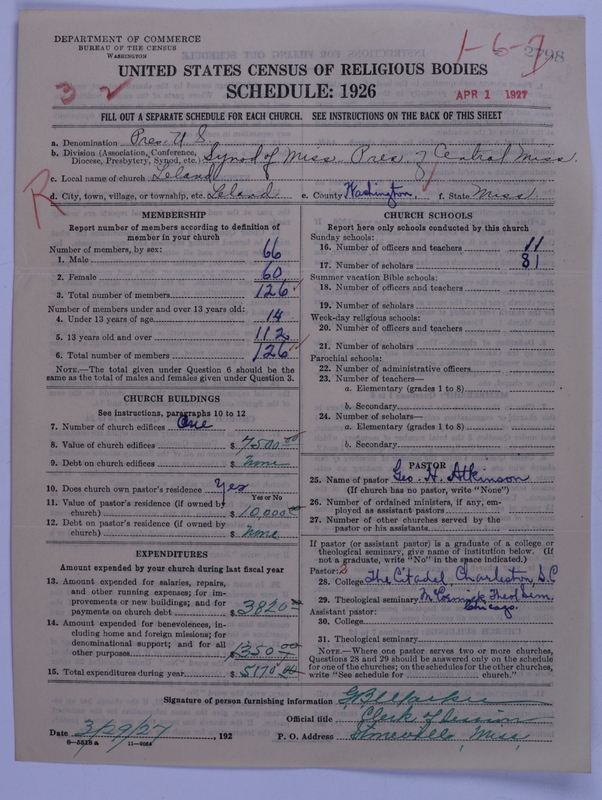 DEPARTMENT OF COMMERCE
BUREAU OF THE CENSUS
WASHINGTON
1-6-7
2798
UNITED STATES CENSUS OF RELIGIOUS BODIES
3 2
SCHEDULE: 1926
APR 1 1927
FILL OUT A SEPARATE SCHEDULE FOR EACH CHURCH. SEE INSTRUCTIONS ON THE BACK OF THIS SHEET
a. Denomination Pres. U.S.
b. Division (Association, Conference, Diocese, Presbytery, Synod, etc.) Synod of Miss. Pres. of Central Miss.
c. Local name of church Leland
R
d. City, town, village, or township, etc. Leland e. County Washington. f. State Miss
MEMBERSHIP
Report number of members according to definition of
member in your church
Number of members, by sex:
1. Male 66
2. Female 60
3. Total number of members 126
Number of members under and over 13 years old:
4. Under 13 years of age 14
5. 13 years old and over 112
6. Total number of members 126
NOTE.—The total given under Question 6 should be
same as the total of males and females given under Question 3.
CHURCH BUILDINGS
See instructions, paragraphs 10 to 12
7. Number of church edifices One
8. Value of church edifices $ 7500.00
9. Debt on church edifices $ None
10. Does church own pastor's residence Yes
Yes or No
11. Value of pastor's residence (if owned by
church) $ 10,000.00
12. Debt on pastor's residence (if owned by
church) $ None
EXPENDITURES
Amount expended by your church during last fiscal year
13. Amount expended for salaries, repairs,
and other running expenses; for im-
provements or new buildings; and for
payments on church debt $ 3820.00
14. Amount expended for benevolences, in-
cluding home and foreign missions; for
denominational support; and for all
other purposes 1350.00
15. Total expenditures during year $ 5170.00
CHURCH SCHOOLS
Report here only schools conducted by this church
Sunday schools:
16. Number of officers and teachers 11
17. Number of scholars 81
Summer vacation Bible schools:
18. Number of officers and teachers
19. Number of scholars
Week-day religious schools:
20. Number of officers and teachers
21. Number of scholars
Parochial schools:
22. Number of administrative officers
23. Number of teachers—
a. Elementary (grades 1 to 8)
b. Secondary
24. Number of scholars—
a. Elementary (grades 1 to 8)
b. Secondary
PASTOR
25. Name of pastor Geo. H. Atkinson
(If church has no pastor, write "None")
26. Number of ordained ministers, if any, em-
ployed as assistant pastors
27. Number of other churches served by the
pastor or his assistants
If pastor (or assistant pastor) is a graduate of a college or
theological seminary, give name of institution below. (If
not a graduate, write "No" in the space indicated.)
Pastor: 2
28. College The Citadel, Charleston, S.C
29. Theological seminary McCormick Theol Sem.
Chicago.
Assistant pastor:
30. College
31. Theological seminary
NOTE.—Where one pastor serves two or more churches,
Questions 28 and 29 should be answered only on the schedule
for one of the churches; on the schedules for the other churches,
write "See schedule for church."
Signature of person furnishing information
Official title Clerk of Session
Date 3/29/27, 192 P. O. Address Stoneville, Miss,
8-5518 a 11-9064